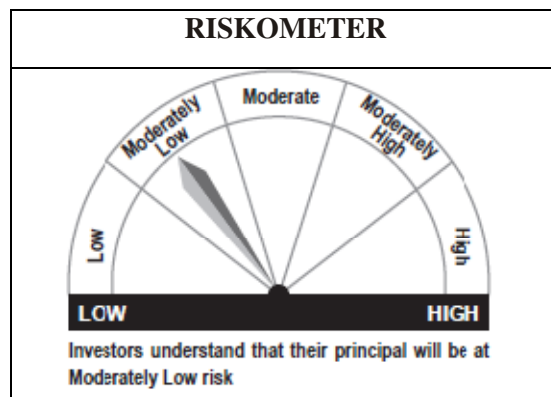 RISKOMETER
Low
Moderately
Low
Moderate
Moderately
High
High
LOW HIGH
Investors understand that their principal will be at
Moderately Low risk